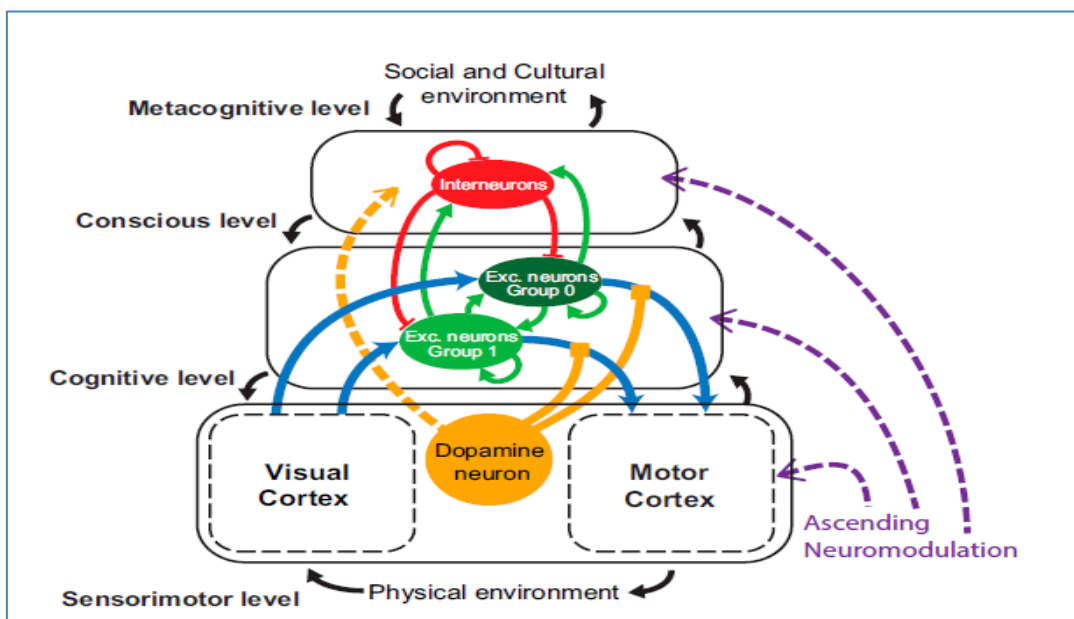 Social and Cultural
environment
Metacognitive level
Interneurons
Conscious level
Exc. neurons
Group 0
Exc. neurons
Group 1
Cognitive level
Dopamine
neuron
Visual
Cortex
Motor
Cortex
Ascending
Neuromodulation
Physical environment
Sensorimotor level